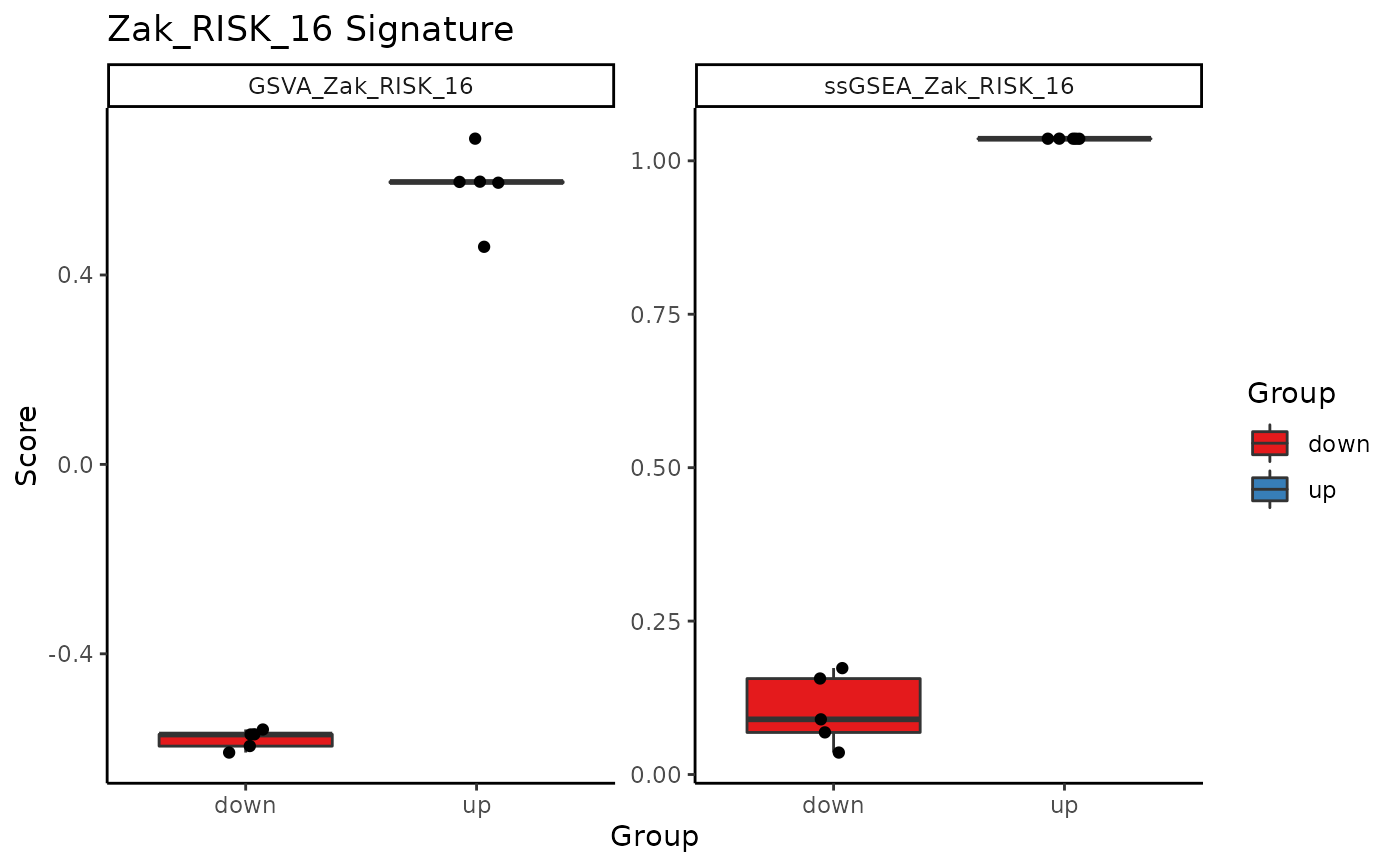 Zak_RISK_16 Signature
GSVA_Zak_RISK_16
ssGSEA_Zak_RISK_16
Score
0.4
0.0
-0.4
1.00
0.75
0.50
0.25
0.00
down
up
down
up
Group
Group
down
up